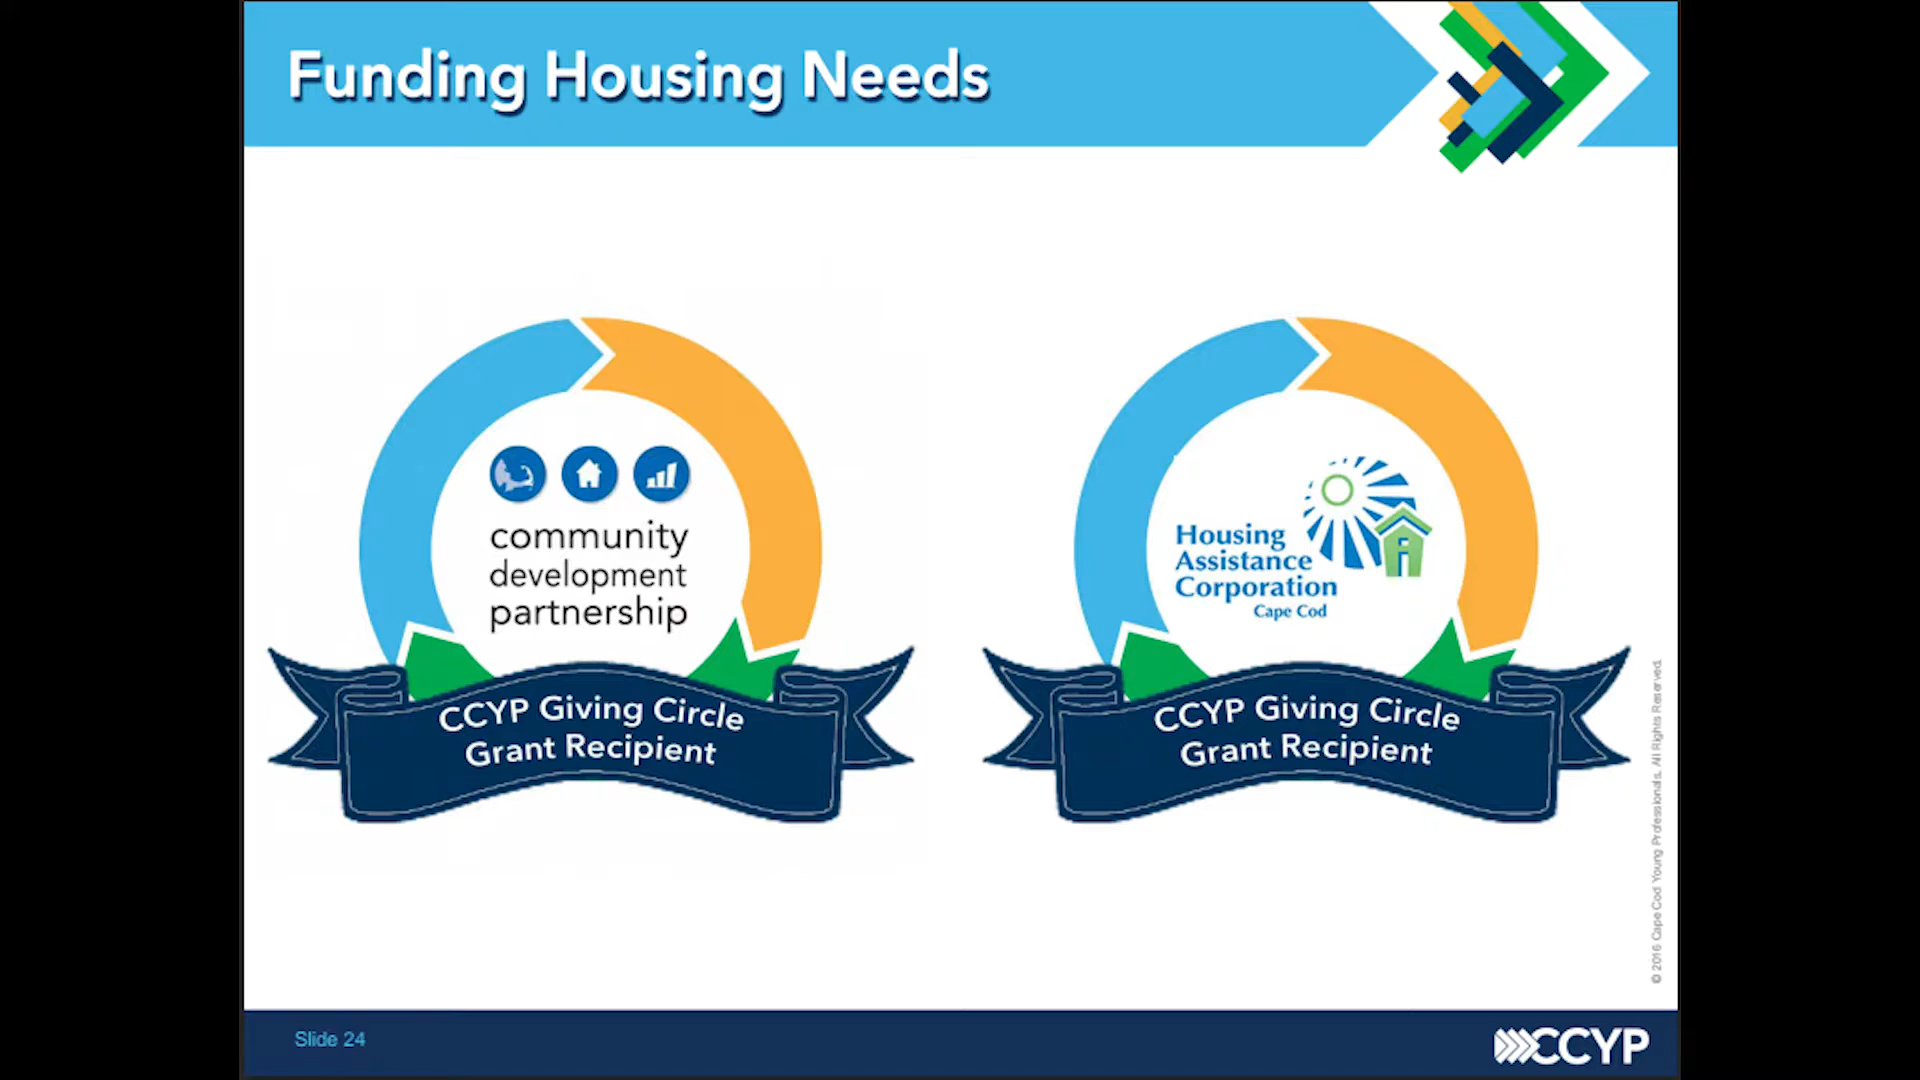 Funding Housing Needs
community
development
partnership
CCYP Giving Circle
Grant Recipient
Housing
Assistance
Corporation
Cape Cod
CCYP Giving Circle
Grant Recipient
© 2016 Cape Cod Young Professionals. All Rights Reserved.
Slide 24
CCYP